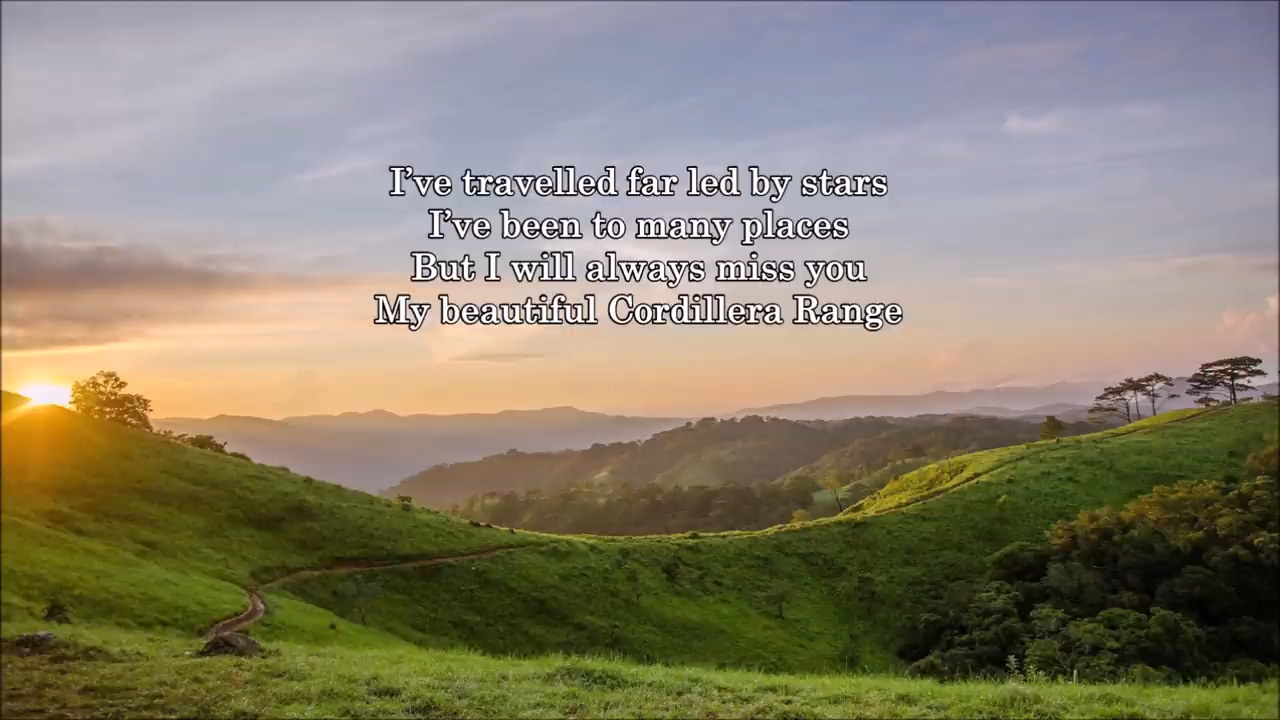 I’ve travelled far led by stars
I’ve been to many places
But I will always miss you
My beautiful Cordillera Range